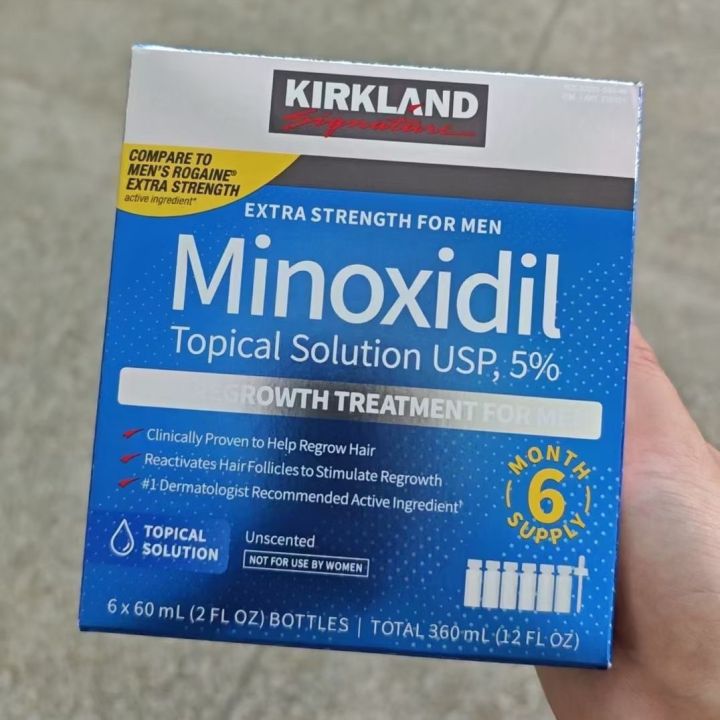 KIRKLAND
Signature
COMPARE TO
MEN'S ROGAINE®
EXTRA STRENGTH
active ingredient*
EXTRA STRENGTH FOR MEN
Minoxidil
Topical Solution USP, 5%
REGROWTH TREATMENT FOR MEN
Clinically Proven to Help Regrow Hair
Reactivates Hair Follicles to Stimulate Regrowth
#1 Dermatologist Recommended Active Ingredient†
MONTH
6
SUPPLY
TOPICAL
SOLUTION
Unscented
NOT FOR USE BY WOMEN
6 x 60 mL (2 FL OZ) BOTTLES | TOTAL 360 mL (12 FL OZ)